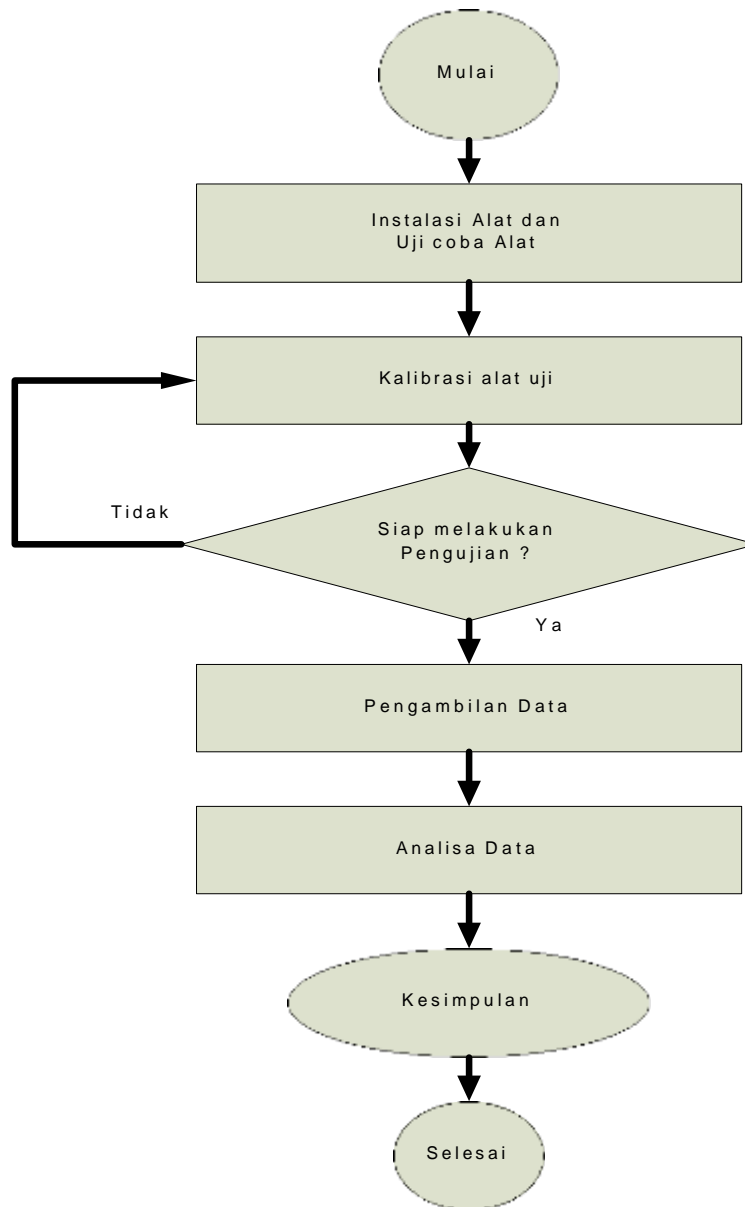 Mulai
Instalasi Alat dan
Uji coba Alat
Kalibrasi alat uji
Tidak
Siap melakukan
Pengujian ?
Ya
Pengambilan Data
Analisa Data
Kesimpulan
Selesai